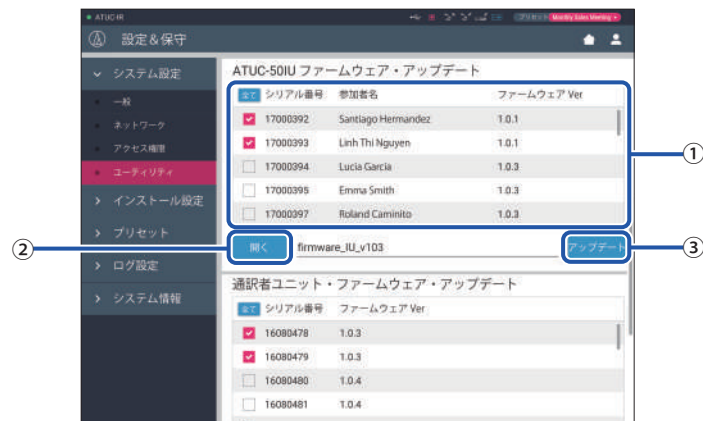 ATUC-IR
プリセット Monthly Sales Meeting
設定&保守
システム設定
一般
ネットワーク
アクセス権限
ユーティリティ
インストール設定
プリセット
ログ設定
システム情報
ATUC-50IU ファームウェア・アップデート
全て シリアル番号 参加者名 ファームウェア Ver
17000392 Santiago Hermandez 1.0.1
17000393 Linh Thi Nguyen 1.0.1
17000394 Lucia Garcia 1.0.3
17000395 Emma Smith 1.0.3
17000397 Roland Caminito 1.0.3
①
② 開く firmware_IU_v103 アップデート ③
通訳者ユニット・ファームウェア・アップデート
全て シリアル番号 ファームウェア Ver
16080478 1.0.3
16080479 1.0.3
16080480 1.0.4
16080481 1.0.4